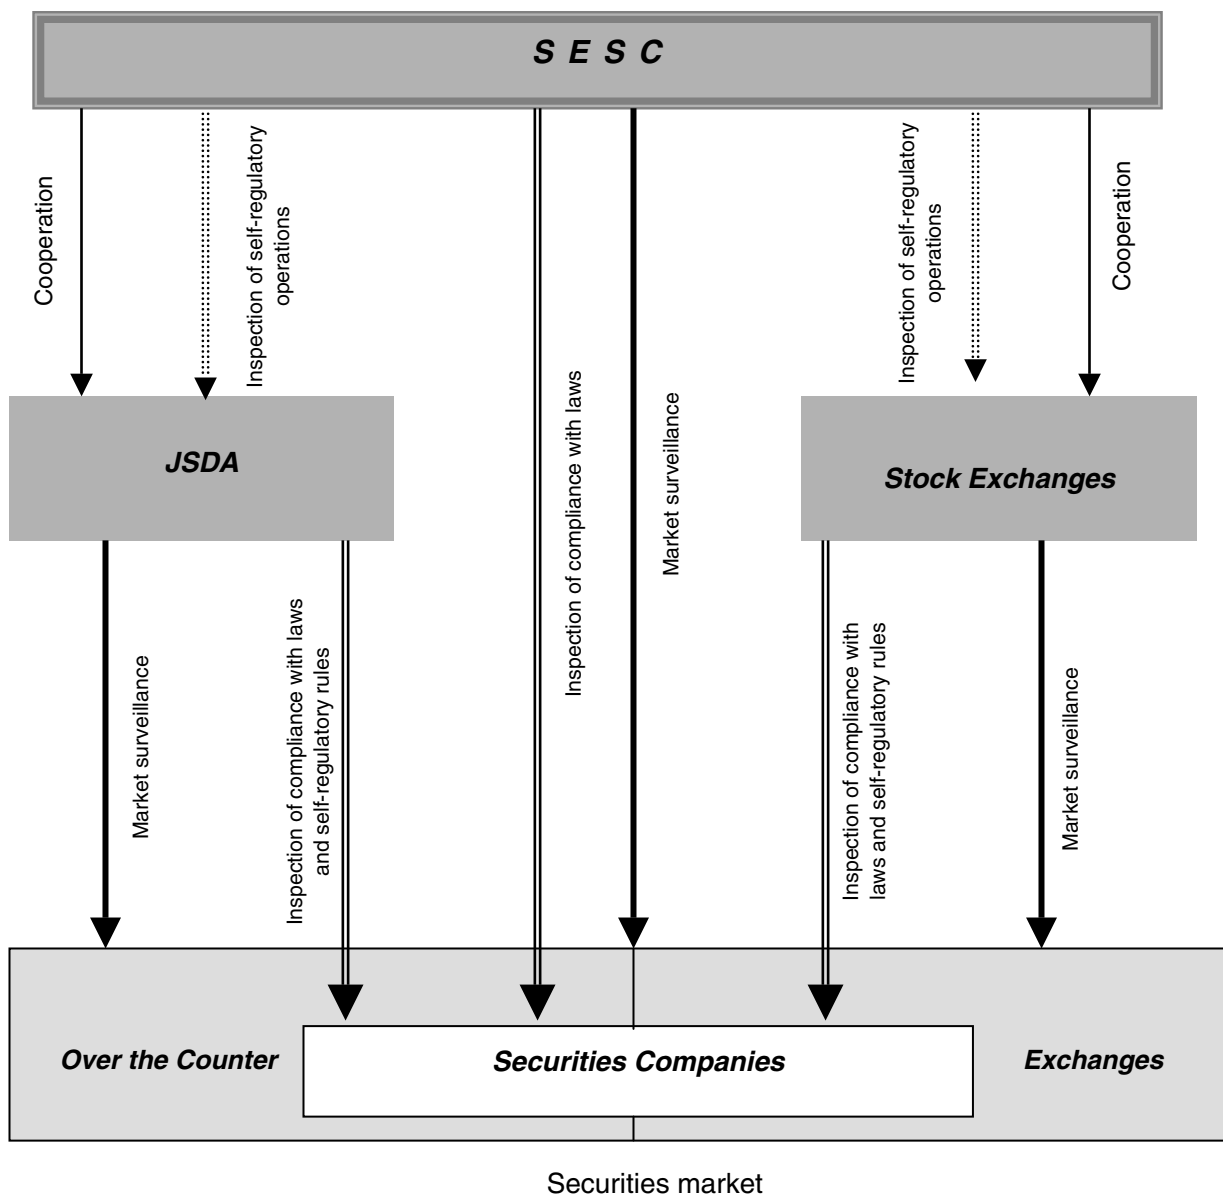 S E S C
Cooperation
Inspection of self-regulatory
operations
Inspection of self-regulatory
operations
Cooperation
JSDA
Stock Exchanges
Inspection of compliance with laws
Market surveillance
Market surveillance
Inspection of compliance with laws
and self-regulatory rules
Inspection of compliance with
laws and self-regulatory rules
Market surveillance
Over the Counter
Securities Companies
Exchanges
Securities market